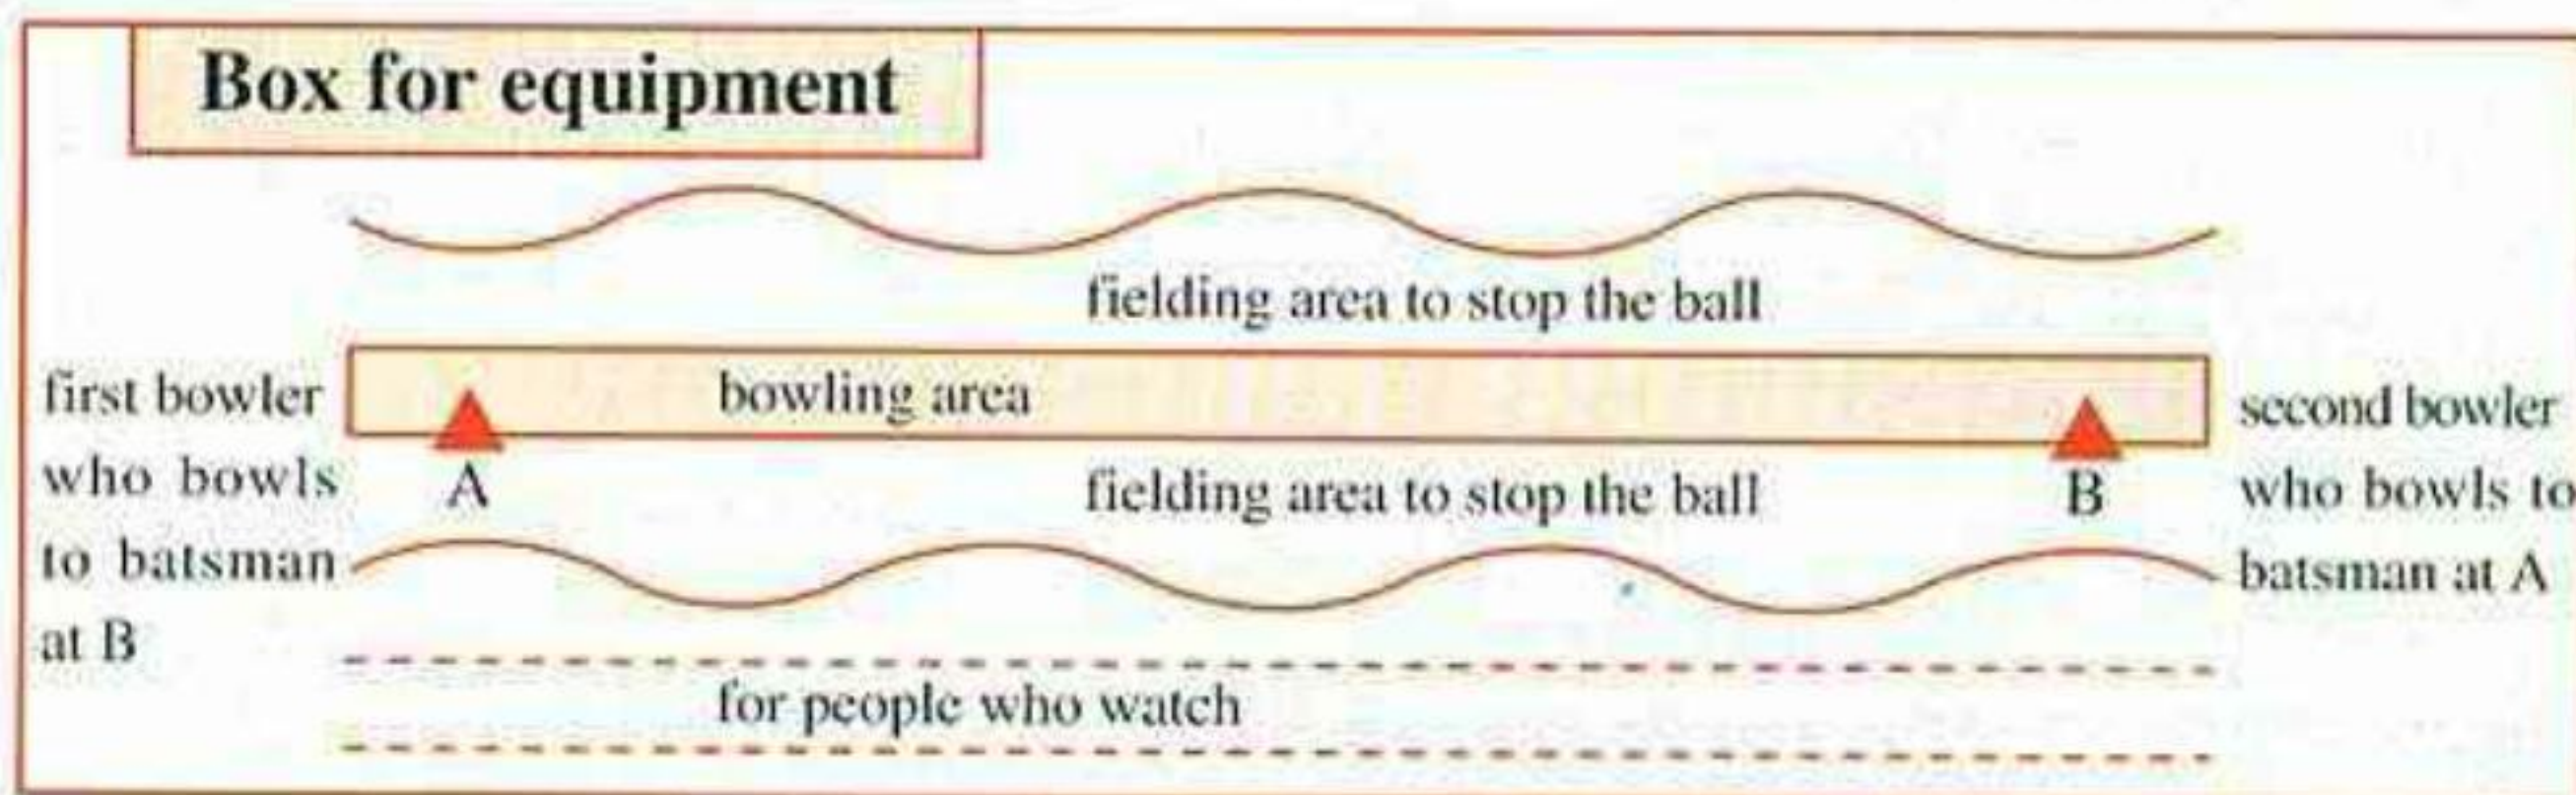 Box for equipment
fielding area to stop the ball
first bowler
who bowls
to batsman
at B
bowling area
A
fielding area to stop the ball
B
second bowler
who bowls to
batsman at A
for people who watch